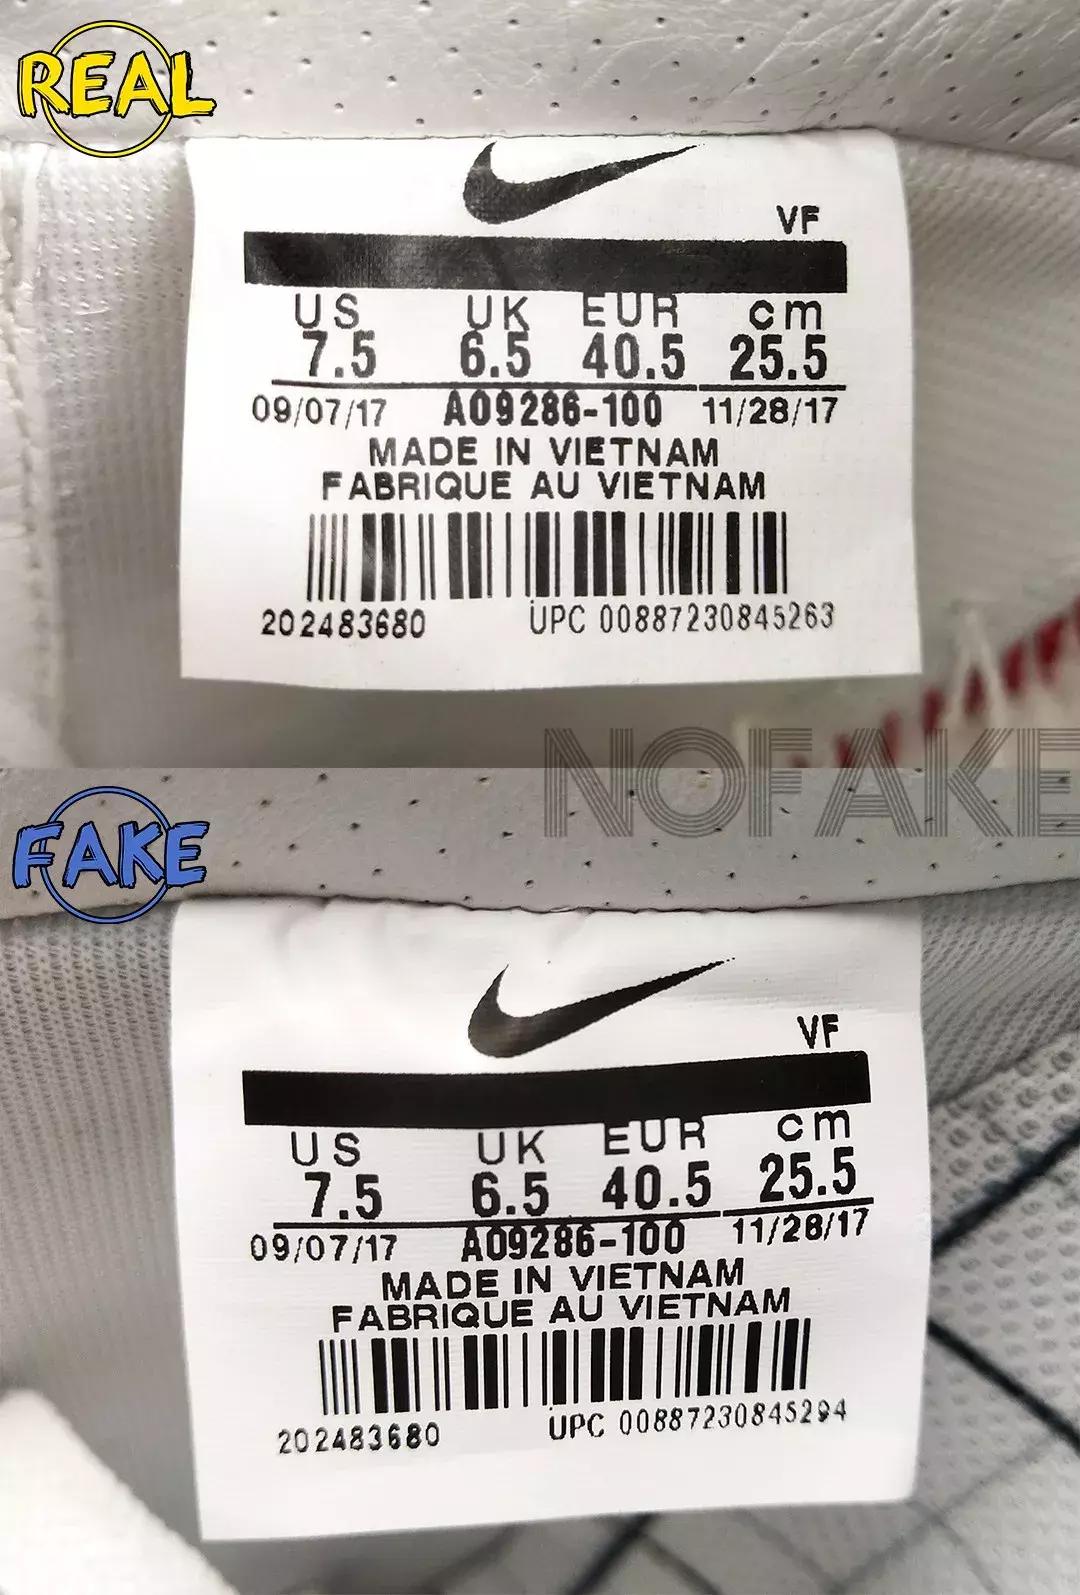 REAL
VF
US UK EUR cm
7.5 6.5 40.5 25.5
09/07/17 AO9286-100 11/28/17
MADE IN VIETNAM
FABRIQUE AU VIETNAM
202483680 UPC 00887230845263
NOFAKE
FAKE
VF
US UK EUR cm
7.5 6.5 40.5 25.5
09/07/17 AO9286-100 11/28/17
MADE IN VIETNAM
FABRIQUE AU VIETNAM
202483680 UPC 00887230845294